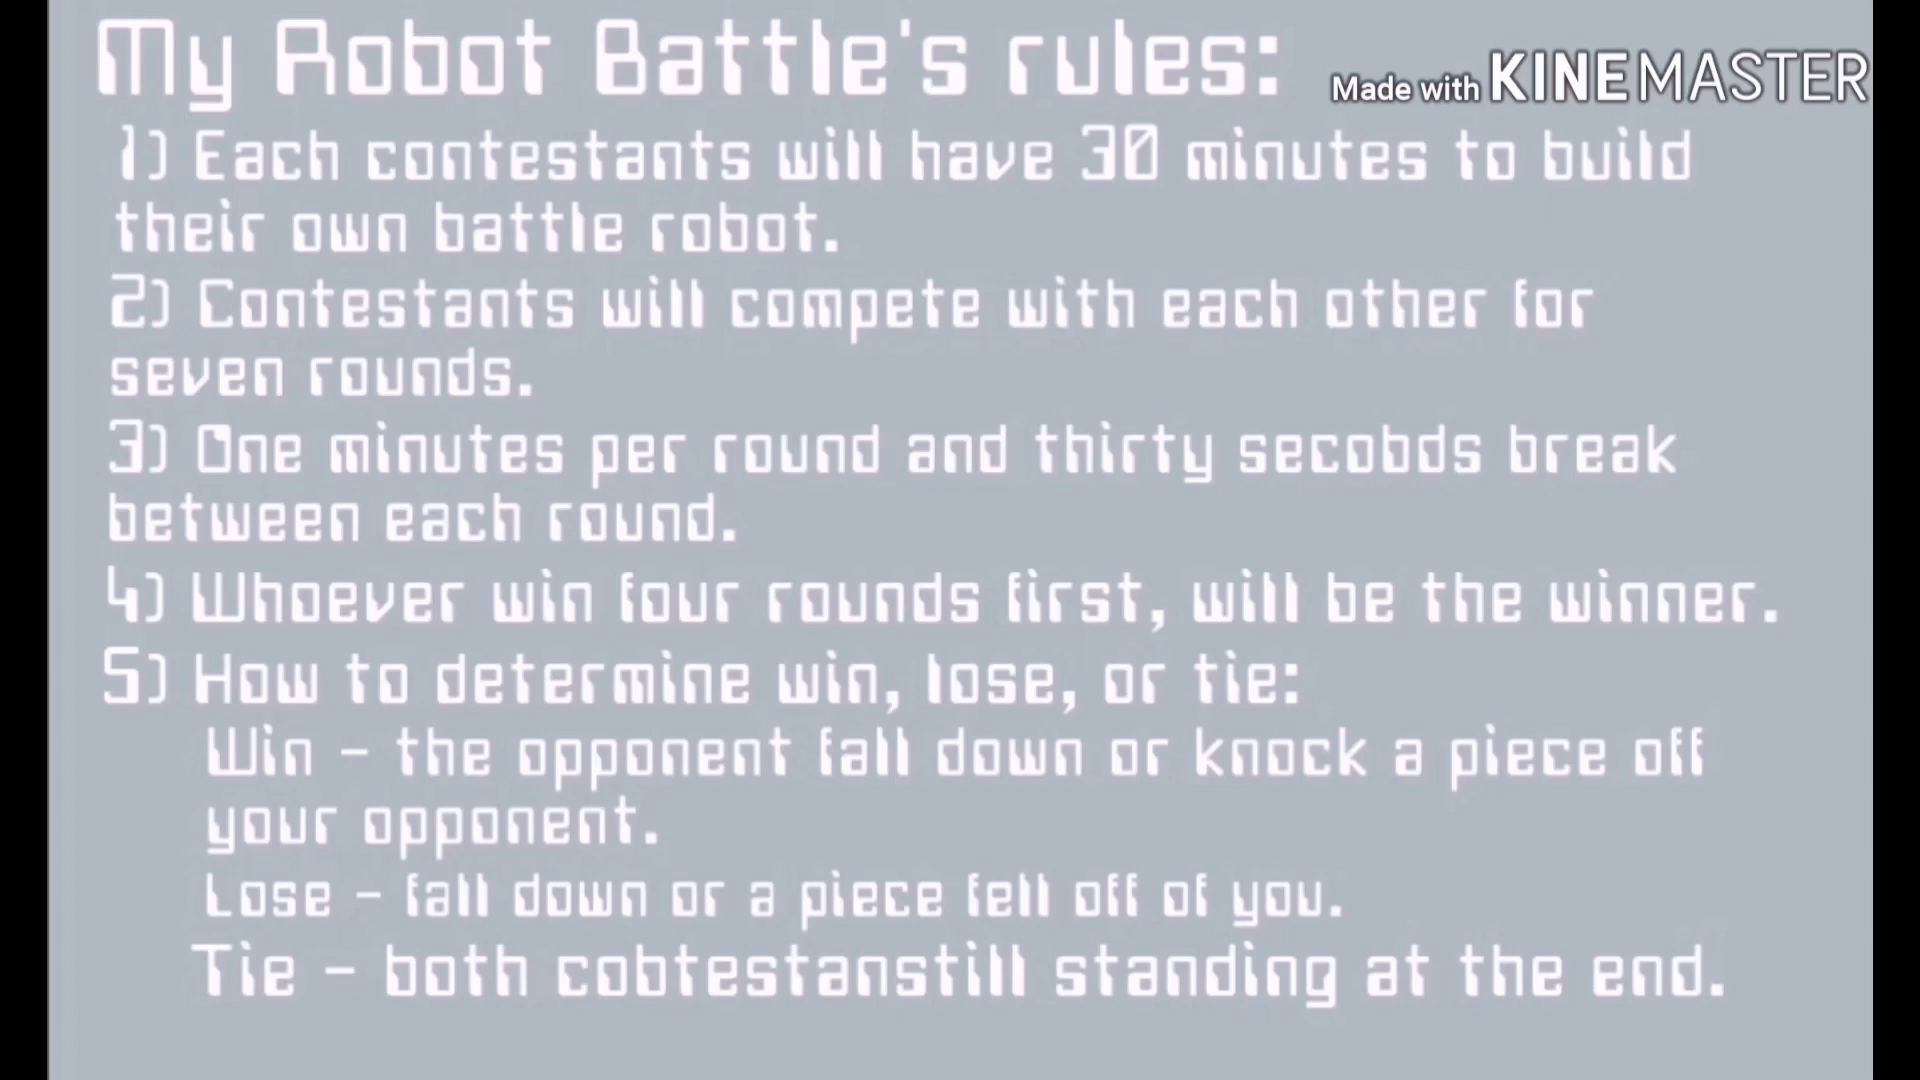 My Robot Battle's rules:
Made with KINEMASTER
1) Each contestants will have 30 minutes to build
their own battle robot.
2) Contestants will compete with each other for
seven rounds.
3) One minutes per round and thirty secobds break
between each round.
4) Whoever win four rounds first, will be the winner.
5) How to determine win, lose, or tie:
Win - the opponent fall down or knock a piece off
your opponent.
Lose - fall down or a piece fell off of you.
Tie - both cobtestanstill standing at the end.